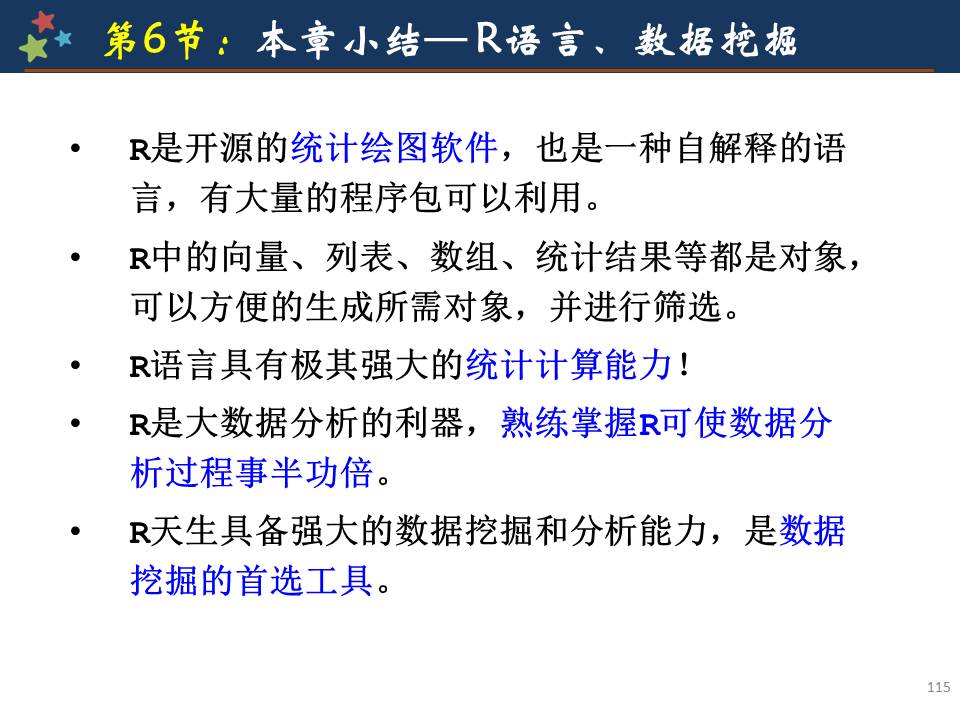 第6节：本章小结—R语言、数据挖掘
• R是开源的统计绘图软件，也是一种自解释的语
言，有大量的程序包可以利用。
• R中的向量、列表、数组、统计结果等都是对象，
可以方便的生成所需对象，并进行筛选。
• R语言具有极其强大的统计计算能力！
• R是大数据分析的利器，熟练掌握R可使数据分
析过程事半功倍。
• R天生具备强大的数据挖掘和分析能力，是数据
挖掘的首选工具。
115